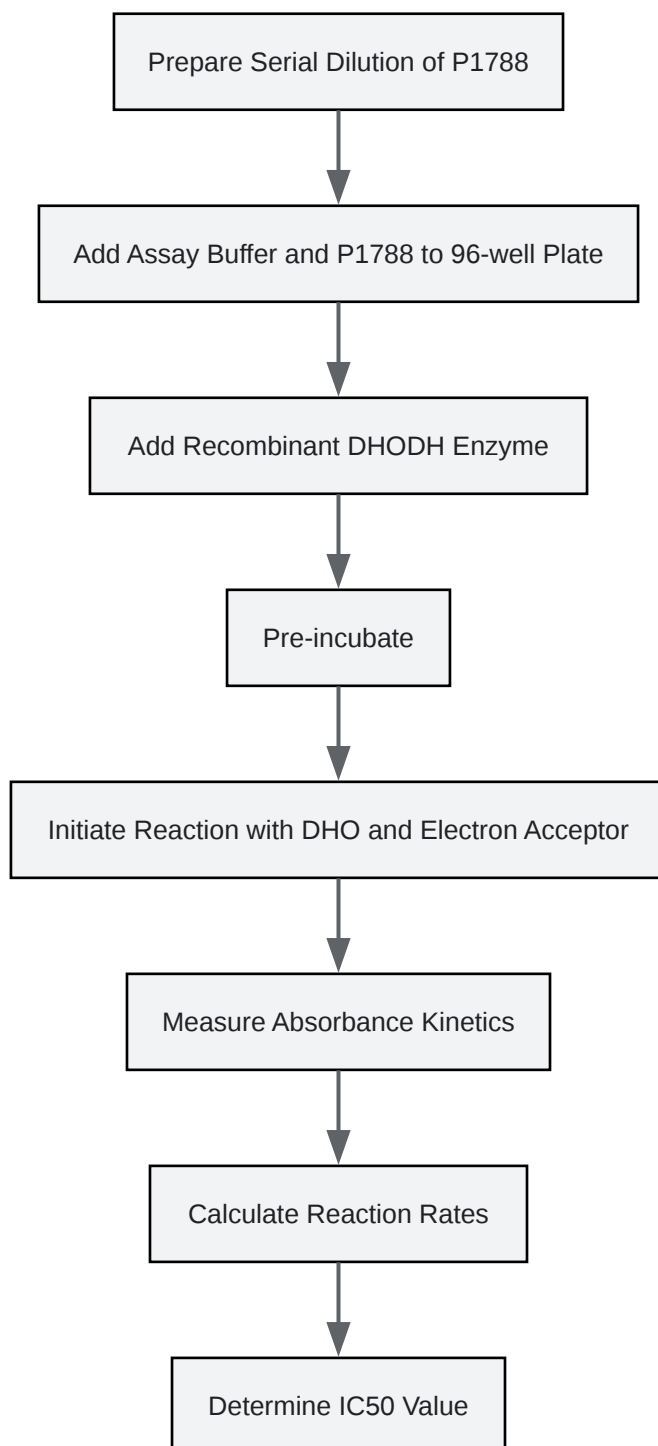 Prepare Serial Dilution of P1788
Add Assay Buffer and P1788 to 96-well Plate
Add Recombinant DHODH Enzyme
Pre-incubate
Initiate Reaction with DHO and Electron Acceptor
Measure Absorbance Kinetics
Calculate Reaction Rates
Determine IC50 Value